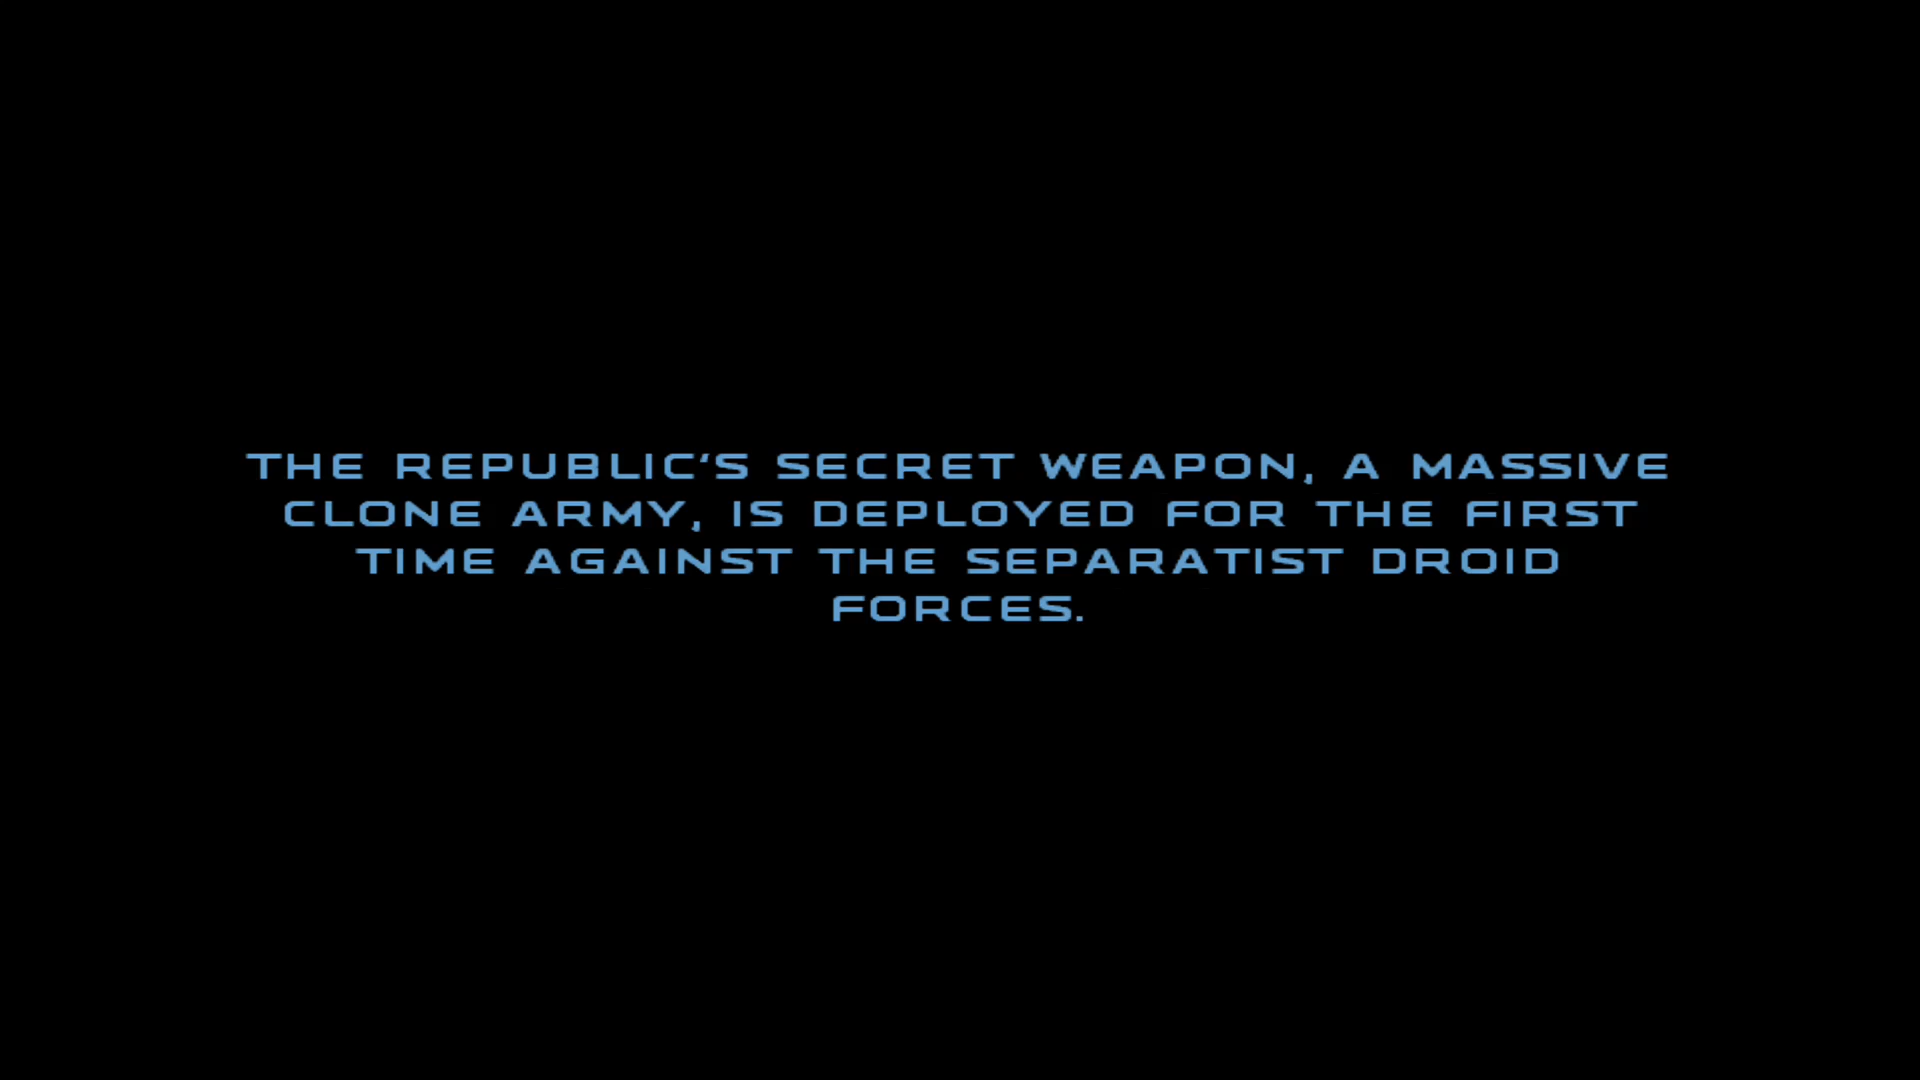 THE REPUBLIC'S SECRET WEAPON, A MASSIVE
CLONE ARMY, IS DEPLOYED FOR THE FIRST
TIME AGAINST THE SEPARATIST DROID
FORCES.